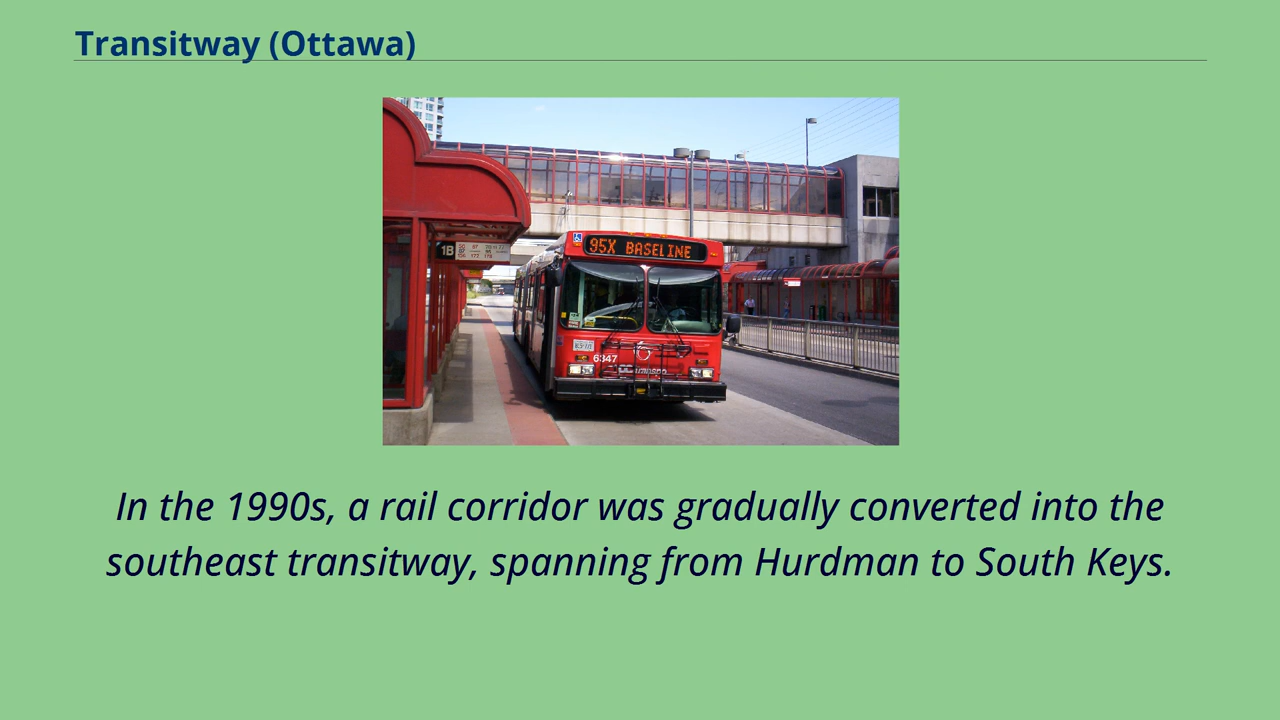 Transitway (Ottawa)
95X BASELINE
1B
6347
In the 1990s, a rail corridor was gradually converted into the
southeast transitway, spanning from Hurdman to South Keys.